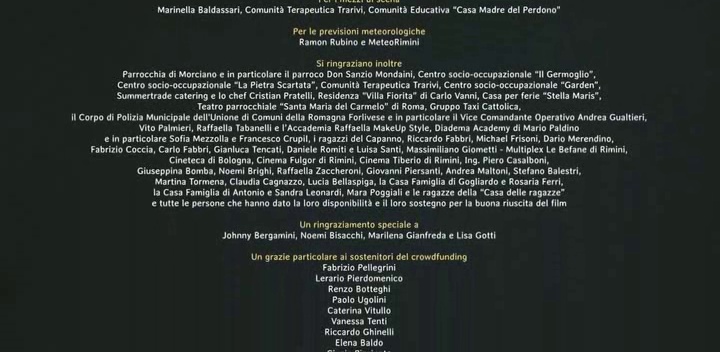 Per i mezzi di scena
Marinella Baldassari, Comunità Terapeutica Trarivi, Comunità Educativa "Casa Madre del Perdono"
Per le previsioni meteorologiche
Ramon Rubino e MeteoRimini
Si ringraziano inoltre
Parrocchia di Morciano e in particolare il parroco Don Sanzio Mondaini, Centro socio-occupazionale "Il Germoglio",
Centro socio-occupazionale "La Pietra Scartata", Comunità Terapeutica Trarivi, Centro socio-occupazionale "Garden",
Summertrade catering e lo chef Cristian Pratelli, Residenza "Villa Fiorita" di Carlo Vanni, Casa per ferie "Stella Maris",
Teatro parrocchiale "Santa Maria del Carmelo" di Roma, Gruppo Taxi Cattolica,
il Corpo di Polizia Municipale dell'Unione di Comuni della Romagna Forlivese e in particolare il Vice Comandante Operativo Andrea Gualtieri,
Vito Palmieri, Raffaella Tabanelli e l'Accademia Raffaella MakeUp Style, Diadema Academy di Mario Paldino
e in particolare Sofia Mezzolla e Francesco Crupil, i ragazzi del Capanno, Riccardo Fabbri, Michael Frisoni, Dario Merendino,
Fabrizio Coccia, Carlo Fabbri, Gianluca Tencati, Daniele Romiti e Luisa Santi, Massimiliano Giometti - Multiplex Le Befane di Rimini,
Cineteca di Bologna, Cinema Fulgor di Rimini, Cinema Tiberio di Rimini, Ing. Piero Casalboni,
Giuseppina Bomba, Noemi Brighi, Raffaella Zaccheroni, Giovanni Piersanti, Andrea Maltoni, Stefano Balestri,
Martina Tormena, Claudia Cagnazzo, Lucia Bellaspiga, la Casa Famiglia di Gogliardo e Rosaria Ferri,
la Casa Famiglia di Antonio e Sandra Leonardi, Mara Poggiali e le ragazze della "Casa delle ragazze"
e tutte le persone che hanno dato la loro disponibilità e il loro sostegno per la buona riuscita del film
Un ringraziamento speciale a
Johnny Bergamini, Noemi Bisacchi, Marilena Gianfreda e Lisa Gotti
Un grazie particolare ai sostenitori del crowdfunding
Fabrizio Pellegrini
Lerario Pierdomenico
Renzo Botteghi
Paolo Ugolini
Caterina Vitullo
Vanessa Tenti
Riccardo Ghinelli
Elena Baldo